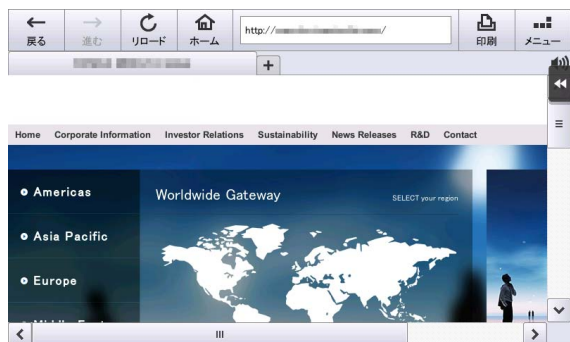 戻る 進む リロード ホーム http:// / 印刷 メニュー
+
Home Corporate Information Investor Relations Sustainability News Releases R&D Contact
Americas
Worldwide Gateway
SELECT your region
Asia Pacific
Europe